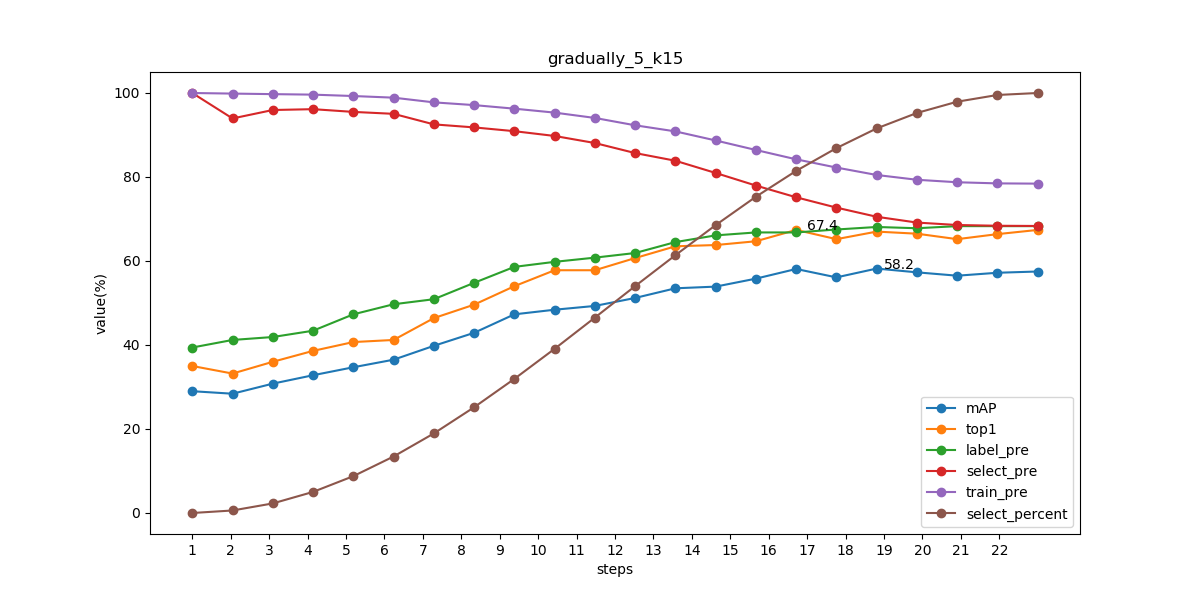 gradually_5_k15
value(%)
100
80
60
40
20
0
67.4
58.2
mAP
top1
label_pre
select_pre
train_pre
select_percent
1 2 3 4 5 6 7 8 9 10 11 12 13 14 15 16 17 18 19 20 21 22
steps